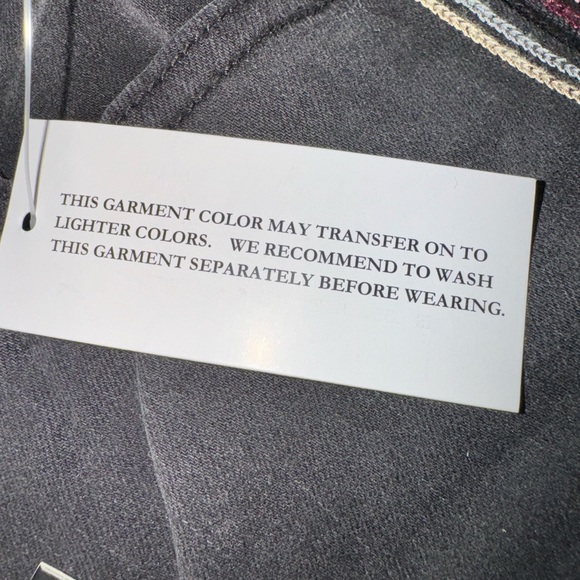 THIS GARMENT COLOR MAY TRANSFER ON TO
LIGHTER COLORS. WE RECOMMEND TO WASH
THIS GARMENT SEPARATELY BEFORE WEARING.